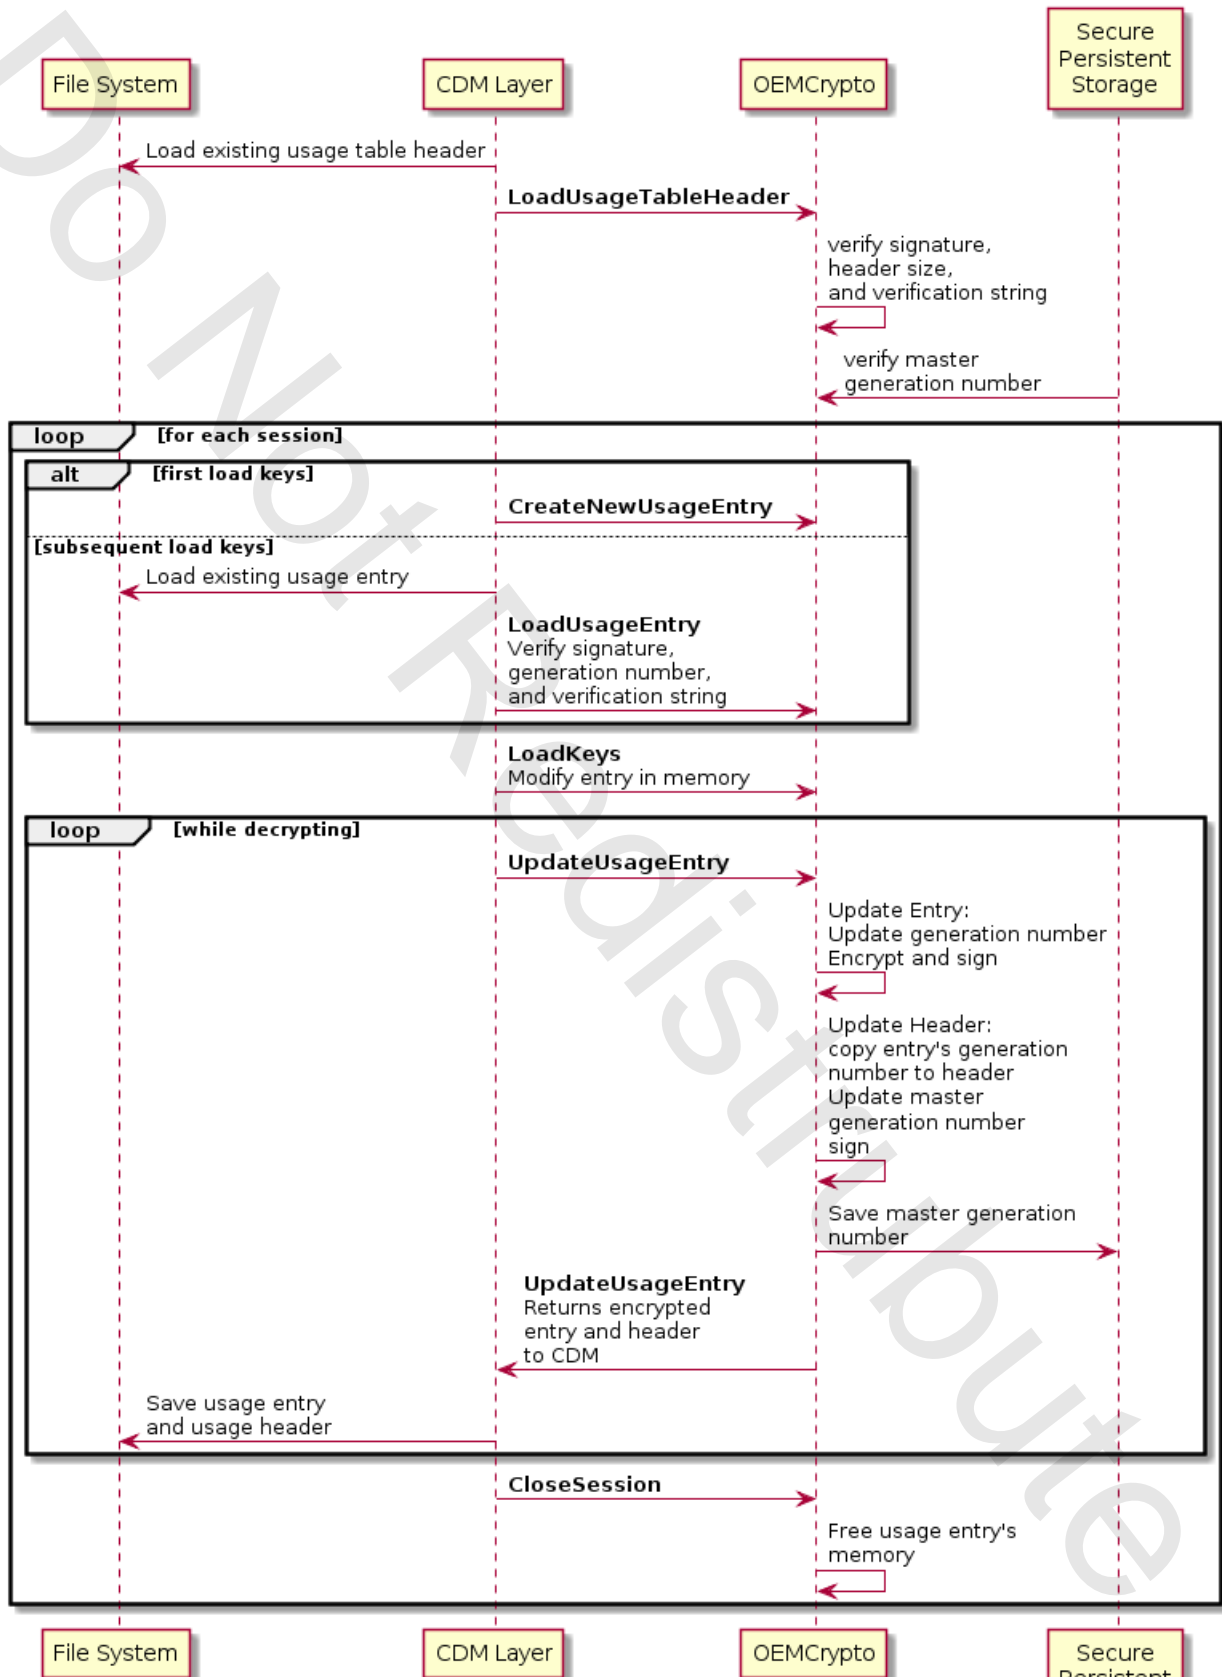 Secure
Persistent
Storage
File System
CDM Layer
OEMCrypto
Load existing usage table header
LoadUsageTableHeader
verify signature,
header size,
and verification string
verify master
generation number
loop
[for each session]
alt
[first load keys]
CreateNewUsageEntry
[subsequent load keys]
Load existing usage entry
LoadUsageEntry
Verify signature,
generation number,
and verification string
LoadKeys
Modify entry in memory
loop
[while decrypting]
UpdateUsageEntry
Update Entry:
Update generation number
Encrypt and sign
Update Header:
copy entry's generation
number to header
Update master
generation number
sign
Save master generation
number
UpdateUsageEntry
Returns encrypted
entry and header
to CDM
Save usage entry
and usage header
CloseSession
Free usage entry's
memory
File System
CDM Layer
OEMCrypto
Secure
Persistent
Do Not Redistribute